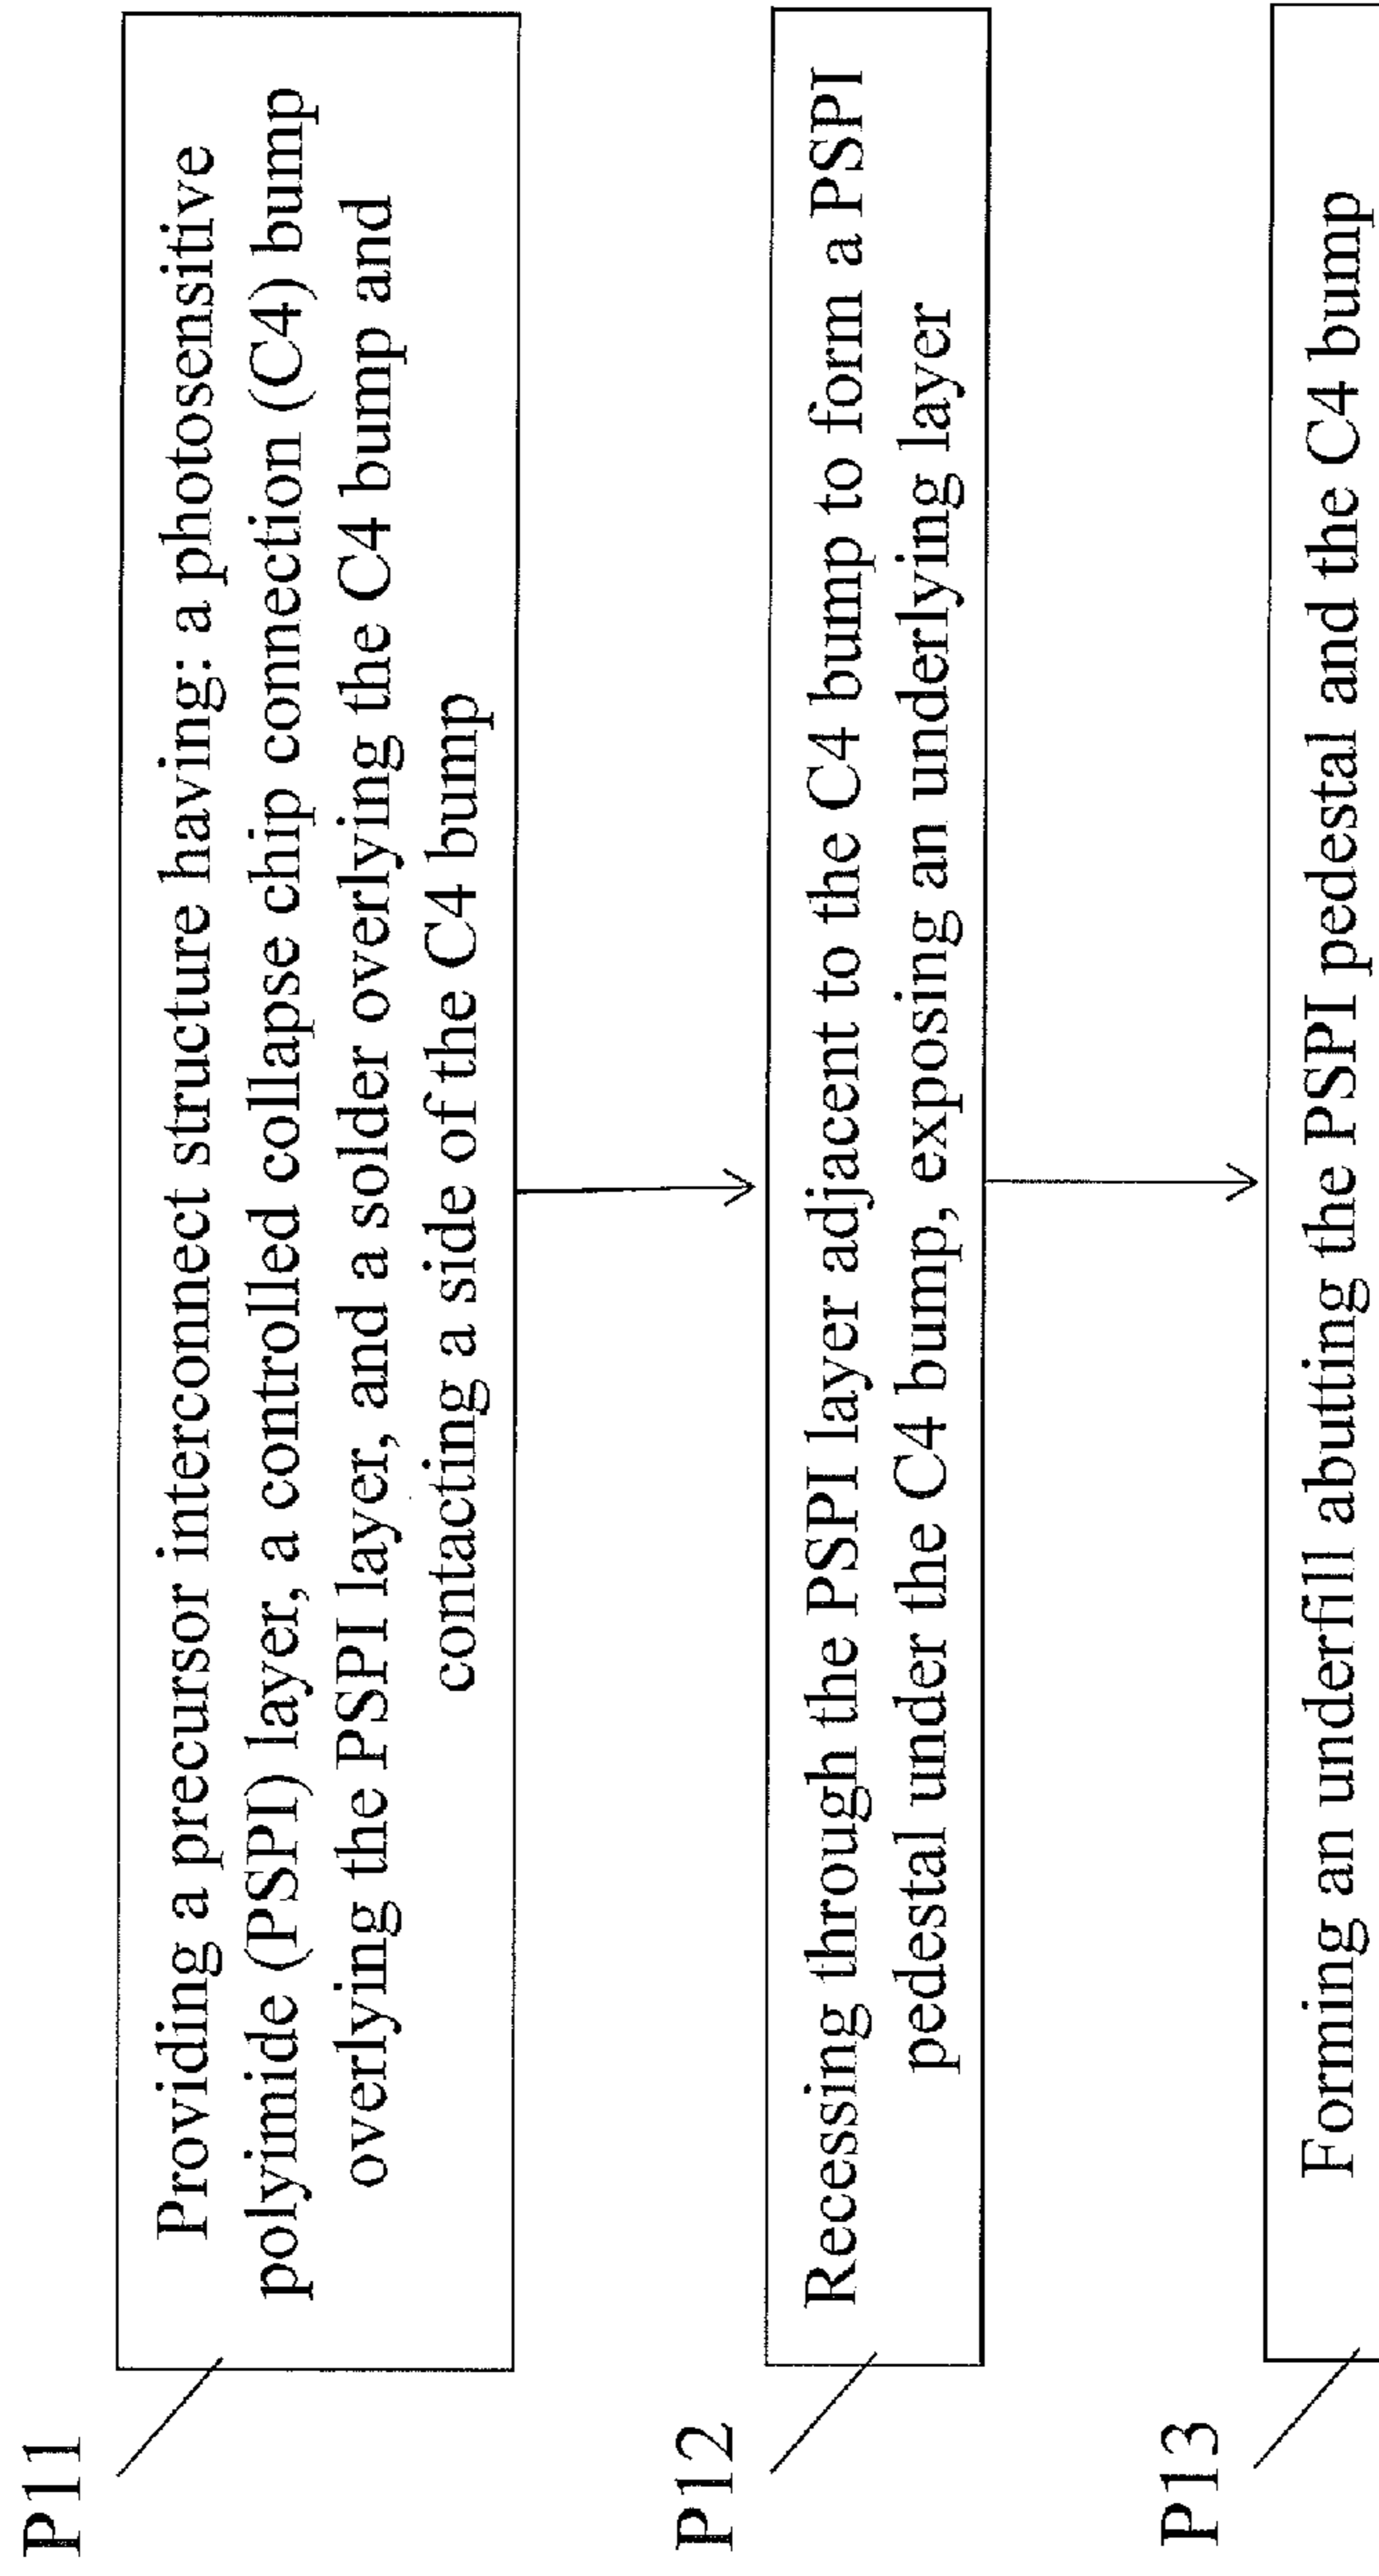 P11
Providing a precursor interconnect structure having: a photosensitive
polyimide (PSPI) layer, a controlled collapse chip connection (C4) bump
overlying the PSPI layer, and a solder overlying the C4 bump and
contacting a side of the C4 bump
P12
Recessing through the PSPI layer adjacent to the C4 bump to form a PSPI
pedestal under the C4 bump, exposing an underlying layer
P13
Forming an underfill abutting the PSPI pedestal and the C4 bump